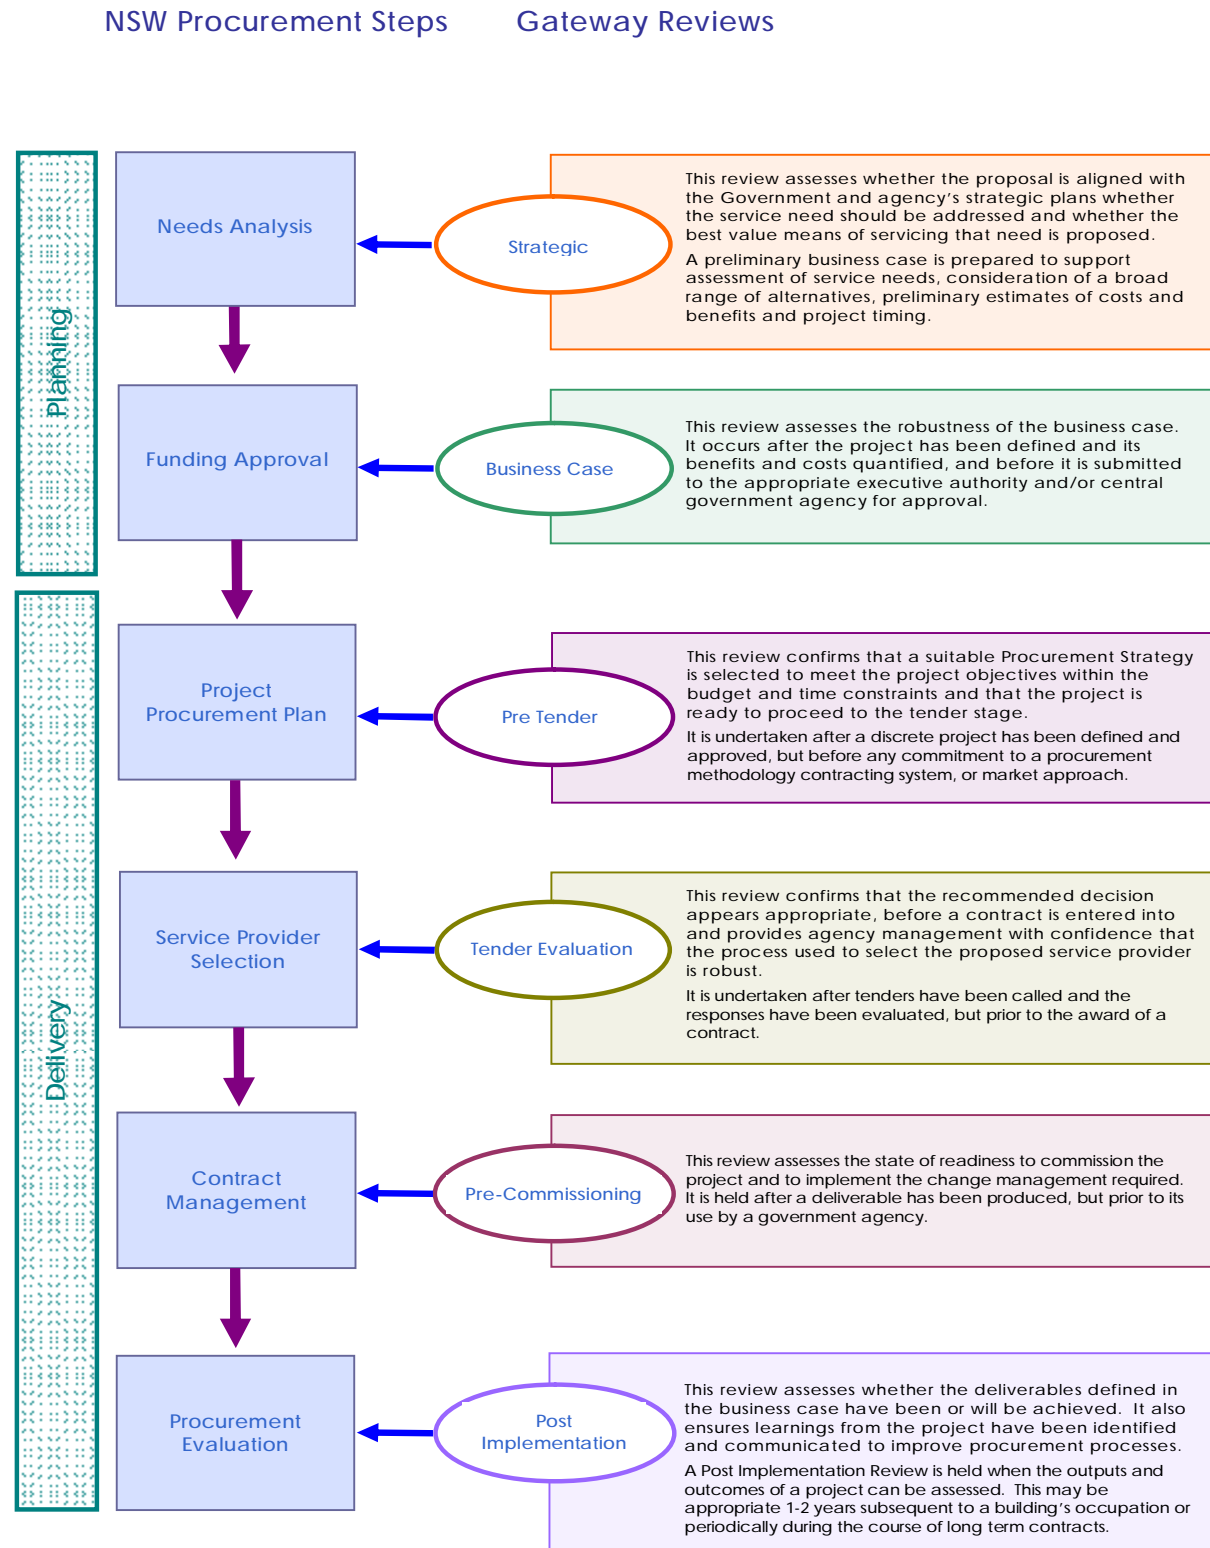 NSW Procurement Steps
Gateway Reviews
Planning
Needs Analysis
Strategic
This review assesses whether the proposal is aligned with
the Government and agency's strategic plans whether
the service need should be addressed and whether the
best value means of servicing that need is proposed.
A preliminary business case is prepared to support
assessment of service needs, consideration of a broad
range of alternatives, preliminary estimates of costs and
benefits and project timing.
Funding Approval
Business Case
This review assesses the robustness of the business case.
It occurs after the project has been defined and its
benefits and costs quantified, and before it is submitted
to the appropriate executive authority and/or central
government agency for approval.
Delivery
Project
Procurement Plan
Pre Tender
This review confirms that a suitable Procurement Strategy
is selected to meet the project objectives within the
budget and time constraints and that the project is
ready to proceed to the tender stage.
It is undertaken after a discrete project has been defined and
approved, but before any commitment to a procurement
methodology contracting system, or market approach.
Service Provider
Selection
Tender Evaluation
This review confirms that the recommended decision
appears appropriate, before a contract is entered into
and provides agency management with confidence that
the process used to select the proposed service provider
is robust.
It is undertaken after tenders have been called and the
responses have been evaluated, but prior to the award of a
contract.
Contract
Management
Pre-Commissioning
This review assesses the state of readiness to commission the
project and to implement the change management required.
It is held after a deliverable has been produced, but prior to its
use by a government agency.
Procurement
Evaluation
Post
Implementation
This review assesses whether the deliverables defined in
the business case have been or will be achieved. It also
ensures learnings from the project have been identified
and communicated to improve procurement processes.
A Post Implementation Review is held when the outputs and
outcomes of a project can be assessed. This may be
appropriate 1-2 years subsequent to a building's occupation or
periodically during the course of long term contracts.